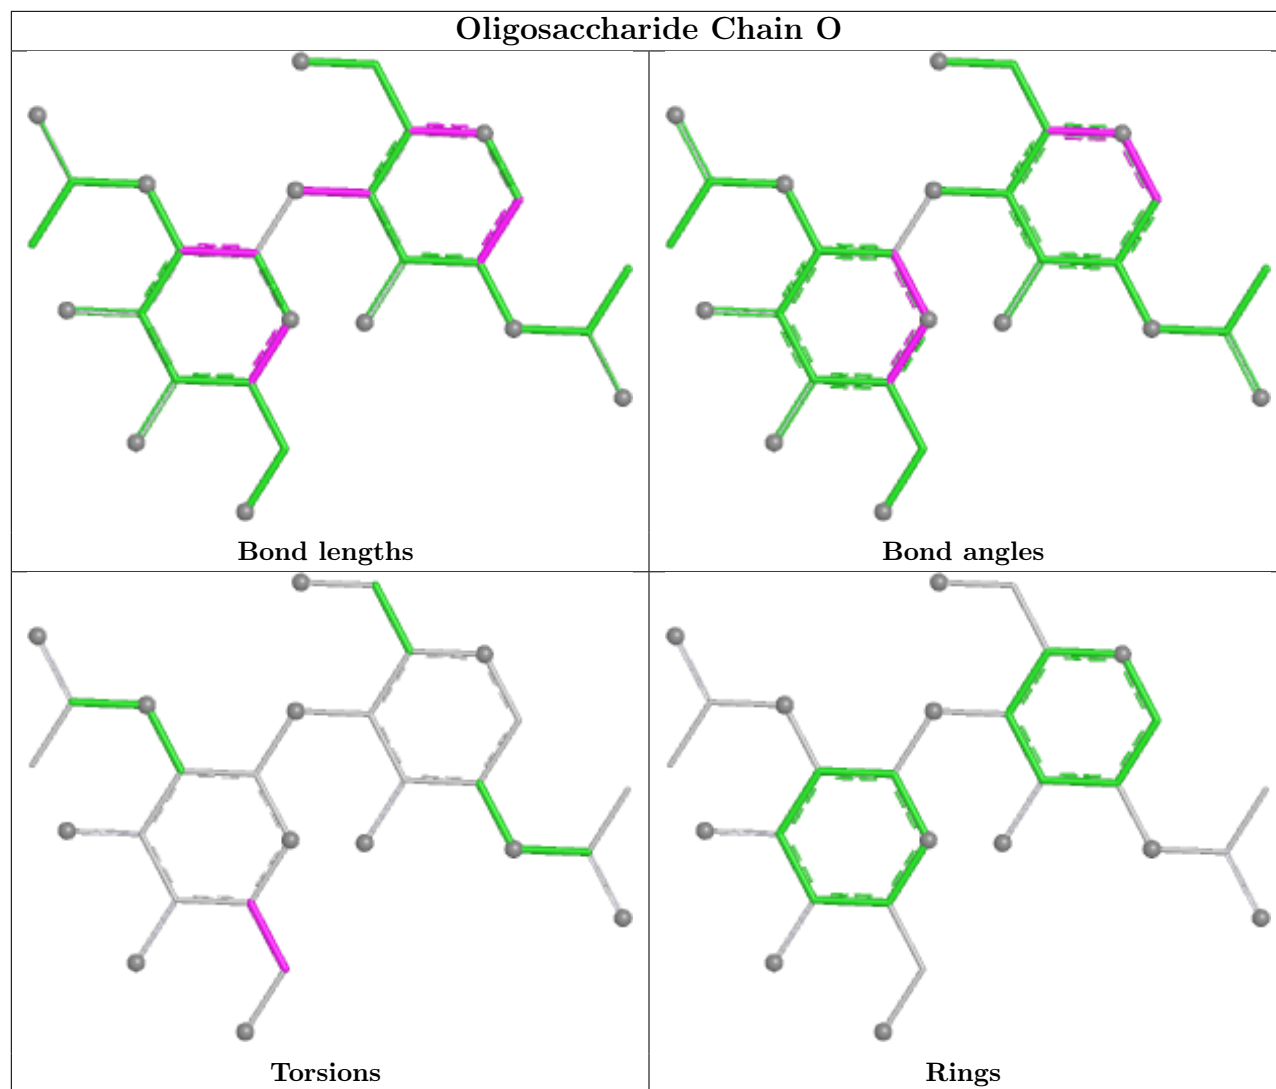 Oligosaccharide Chain O
Bond lengths
Bond angles
Torsions
Rings